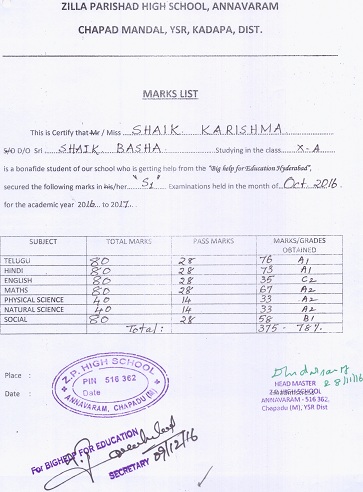 ZILLA PARISHAD HIGH SCHOOL, ANNAVARAM
CHAPAD MANDAL, YSR, KADAPA, DIST.
MARKS LIST
This is Certify that Mr / Miss SHAIK KARISHMA
S/O D/O Sri SHAIK BASHA Studying in the class X-A
is a bonafide student of our school who is getting help from the "Big help for Education Hyderabad",
secured the following marks in his/her "S1" Examinations held in the month of Oct 2016
for the academic year 2016 to 2017
SUBJECT TOTAL MARKS PASS MARKS MARKS/GRADES OBTAINED
TELUGU 80 28 76 A1
HINDI 80 28 73 A1
ENGLISH 80 28 35 C2
MATHS 80 28 67 A2
PHYSICAL SCIENCE 40 14 33 A2
NATURAL SCIENCE 40 14 33 A2
SOCIAL 80 28 58 B1
Total: 375 - 78%
Place :
Date :
Z.P. HIGH SCHOOL
PIN 516 362
Date
ANNAVARAM, CHAPADU (M)
8/11/16
HEAD MASTER
Z.P. HIGH SCHOOL
ANNAVARAM - 516 362,
Chapadu (M), YSR Dist
For BIGHELP FOR EDUCATION
SECRETARY 09/12/16